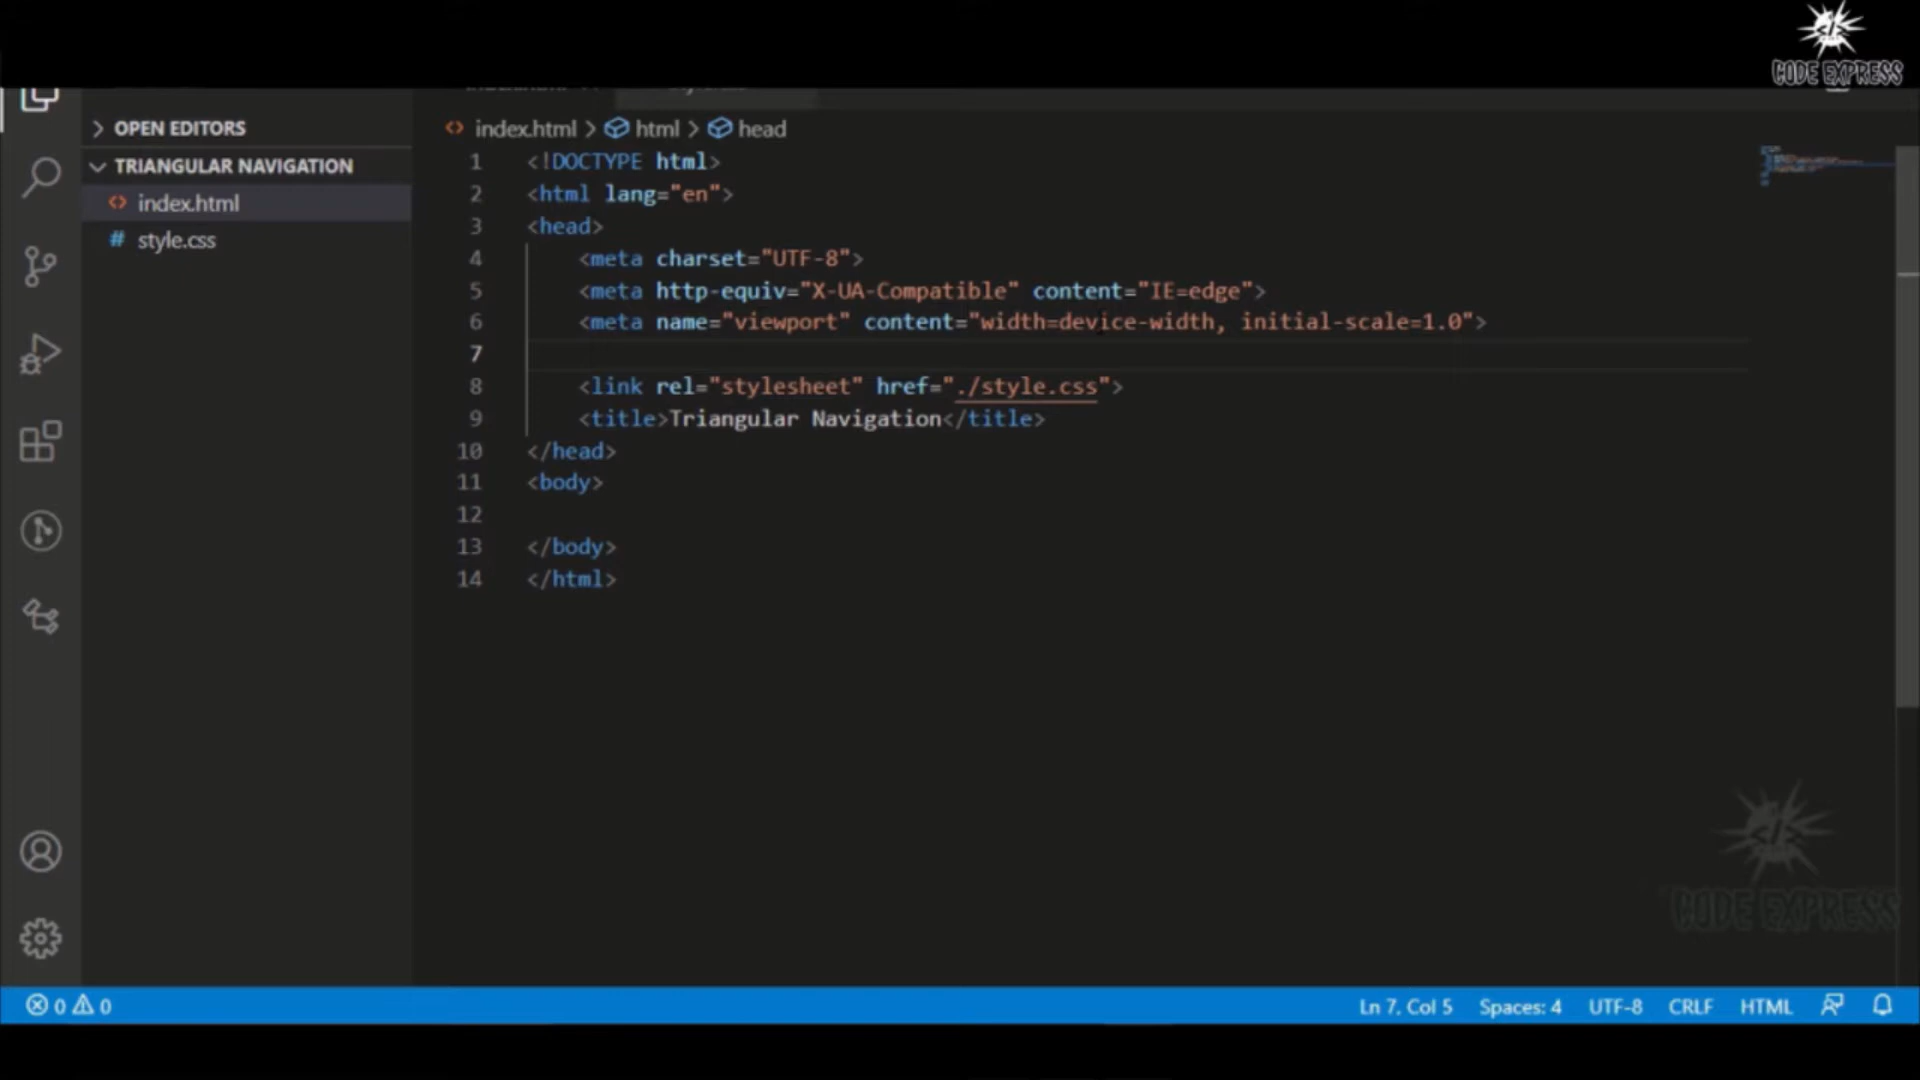 CODE EXPRESS
OPEN EDITORS
TRIANGULAR NAVIGATION
index.html
style.css
index.html > html > head
1 <!DOCTYPE html>
2 <html lang="en">
3 <head>
4 <meta charset="UTF-8">
5 <meta http-equiv="X-UA-Compatible" content="IE=edge">
6 <meta name="viewport" content="width=device-width, initial-scale=1.0">
7
8 <link rel="stylesheet" href="./style.css">
9 <title>Triangular Navigation</title>
10 </head>
11 <body>
12
13 </body>
14 </html>
CODE EXPRESS
0 0
Ln 7, Col 5 Spaces: 4 UTF-8 CRLF HTML